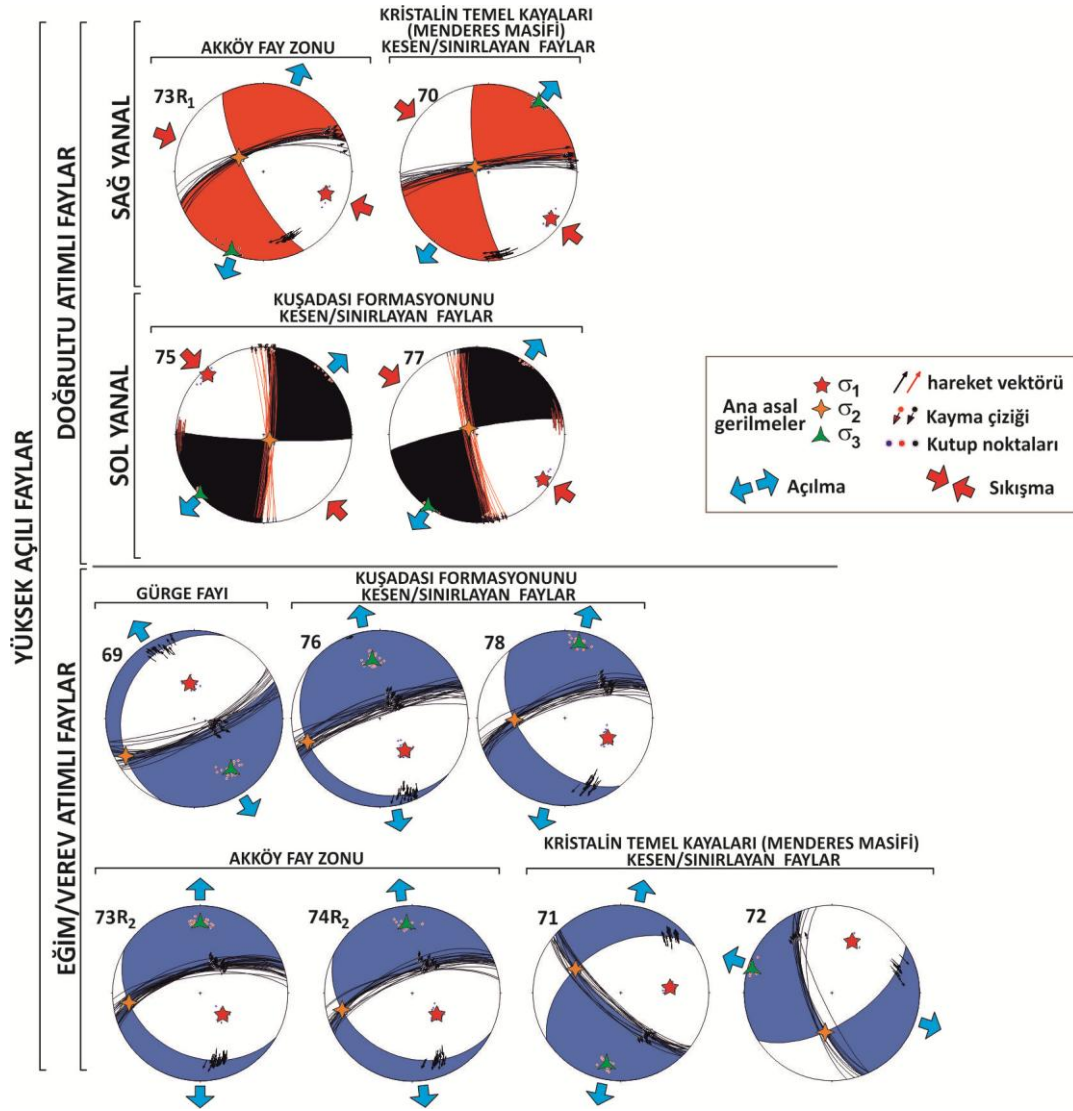 YÜKSEK AÇILI FAYLAR
DOĞRULTU ATIMLI FAYLAR
SAĞ YANAL
AKKÖY FAY ZONU
KRİSTALİN TEMEL KAYALARI
(MENDERES MASİFİ)
KESEN/SINIRLAYAN FAYLAR
73R1
70
SOL YANAL
KUŞADASI FORMASYONUNU
KESEN/SINIRLAYAN FAYLAR
75
77
Ana asal
gerilmeler
σ1
σ2
σ3
hareket vektörü
Kayma çiziği
Kutup noktaları
Açılma
Sıkışma
EĞİM/VEREV ATIMLI FAYLAR
GÜRGE FAYI
KUŞADASI FORMASYONUNU
KESEN/SINIRLAYAN FAYLAR
69
76
78
AKKÖY FAY ZONU
KRİSTALİN TEMEL KAYALARI (MENDERES MASİFİ)
KESEN/SINIRLAYAN FAYLAR
73R2
74R2
71
72